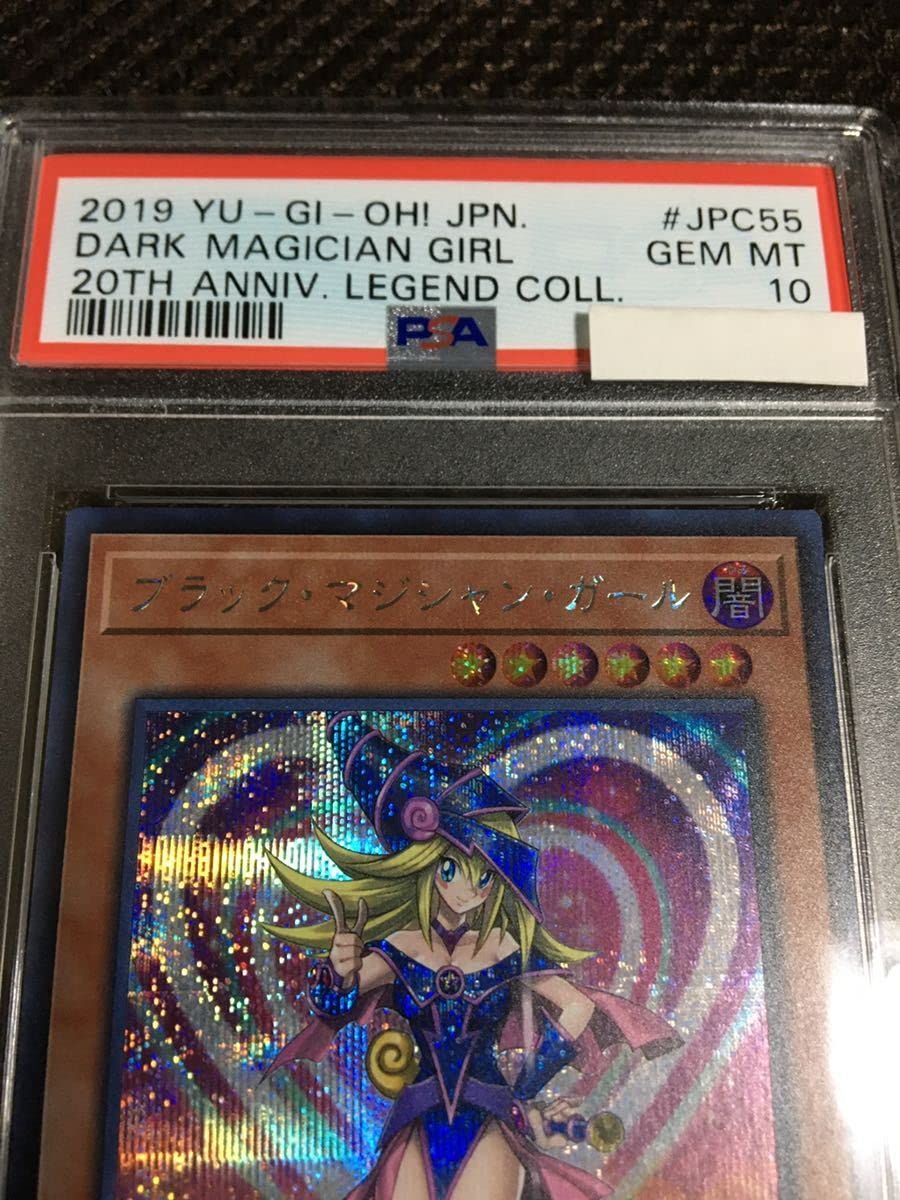 2019 YU-GI-OH! JPN. #JPC55
DARK MAGICIAN GIRL GEM MT
20TH ANNIV. LEGEND COLL. 10
PSA
ブラック・マジシャン・ガール 闇